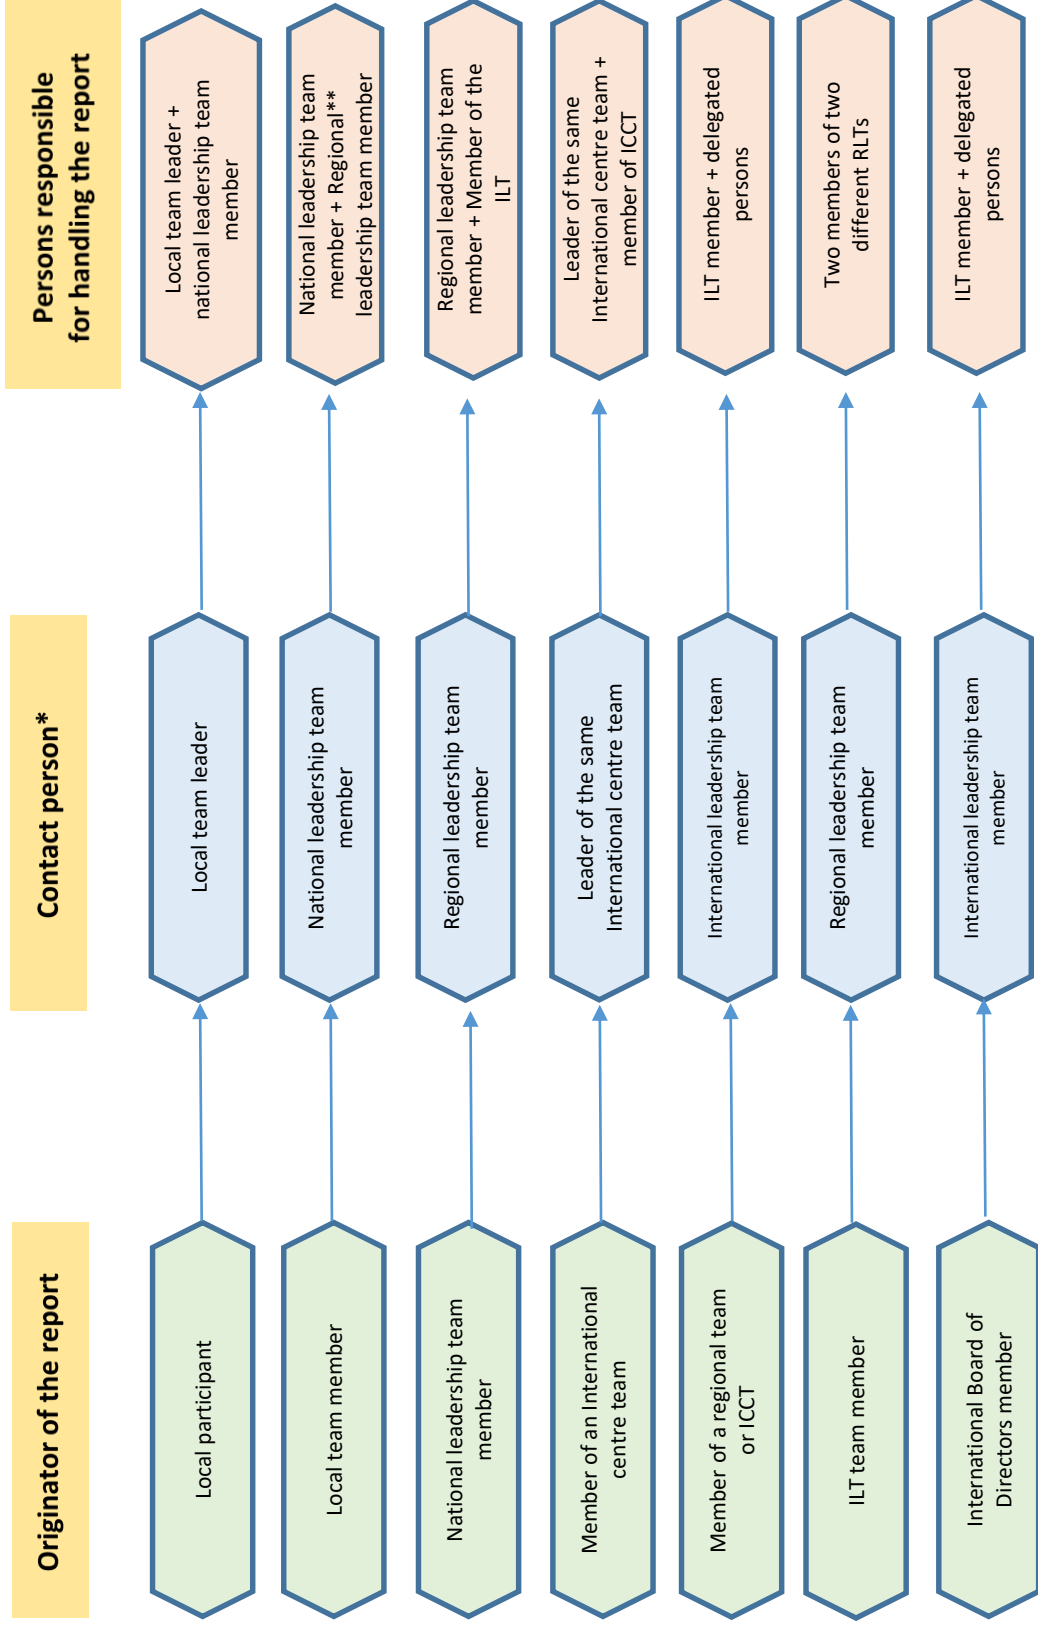 Originator of the report
Contact person*
Persons responsible
for handling the report
Local participant
Local team leader
Local team leader +
national leadership team
member
Local team member
National leadership team
member
National leadership team
member + Regional**
leadership team member
National leadership team
member
Regional leadership team
member
Regional leadership team
member + Member of the
ILT
Member of an International
centre team
Leader of the same
International centre team
Leader of the same
International centre team +
member of ICCT
Member of a regional team
or ICCT
International leadership team
member
ILT member + delegated
persons
ILT team member
Regional leadership team
member
Two members of two
different RLTs
International Board of
Directors member
International leadership team
member
ILT member + delegated
persons